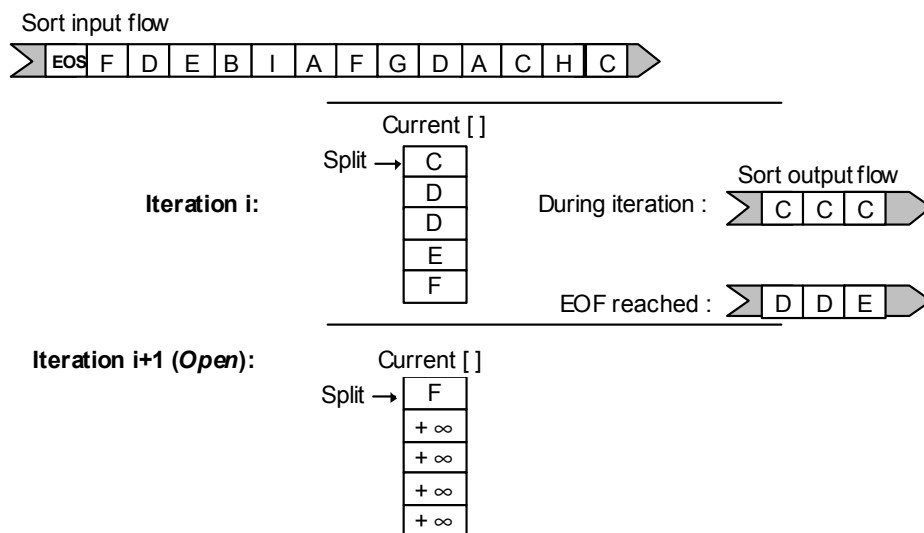 Sort input flow
EOS F D E B I A F G D A C H C
Current [ ]
Split C
Sort output flow
Iteration i: D During iteration : C C C
D
E
F
EOF reached : D D E
Iteration i+1 (Open): Current [ ]
Split F
+ ∞
+ ∞
+ ∞
+ ∞